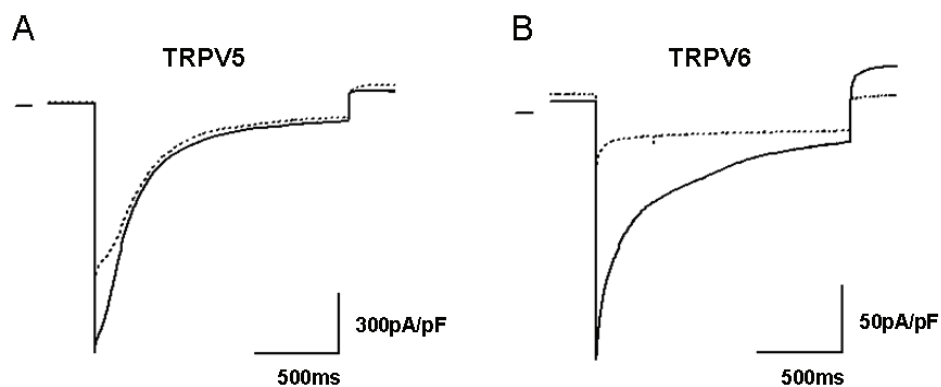 A
TRPV5
300pA/pF
500ms
B
TRPV6
50pA/pF
500ms